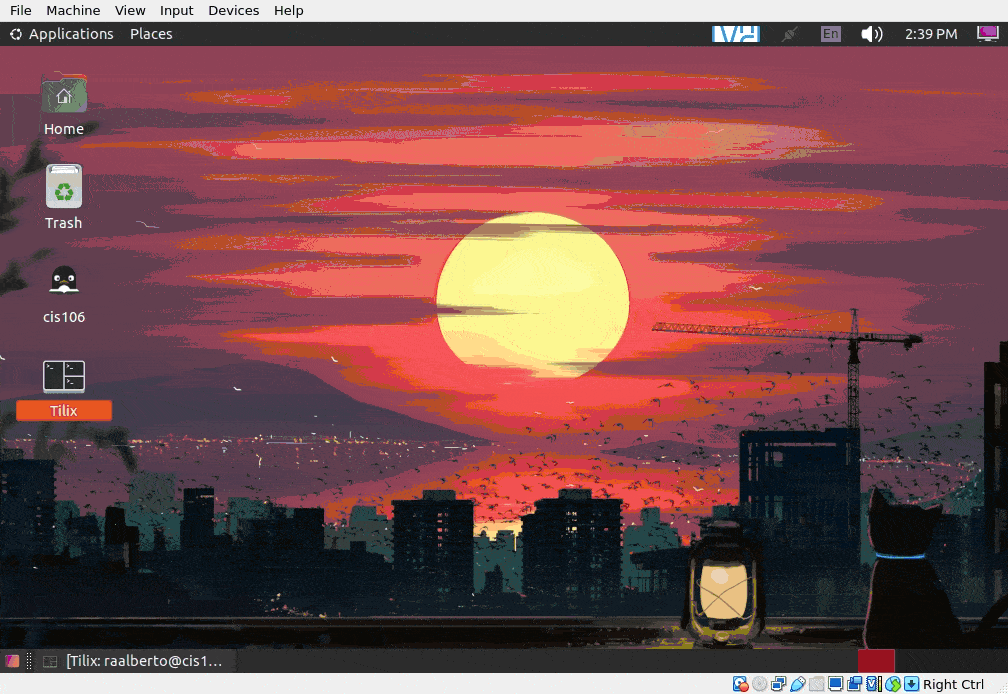 File Machine View Input Devices Help
Applications Places En 2:39 PM
Home
Trash
cis106
Tilix
[Tilix: raalberto@cis1...
Right Ctrl